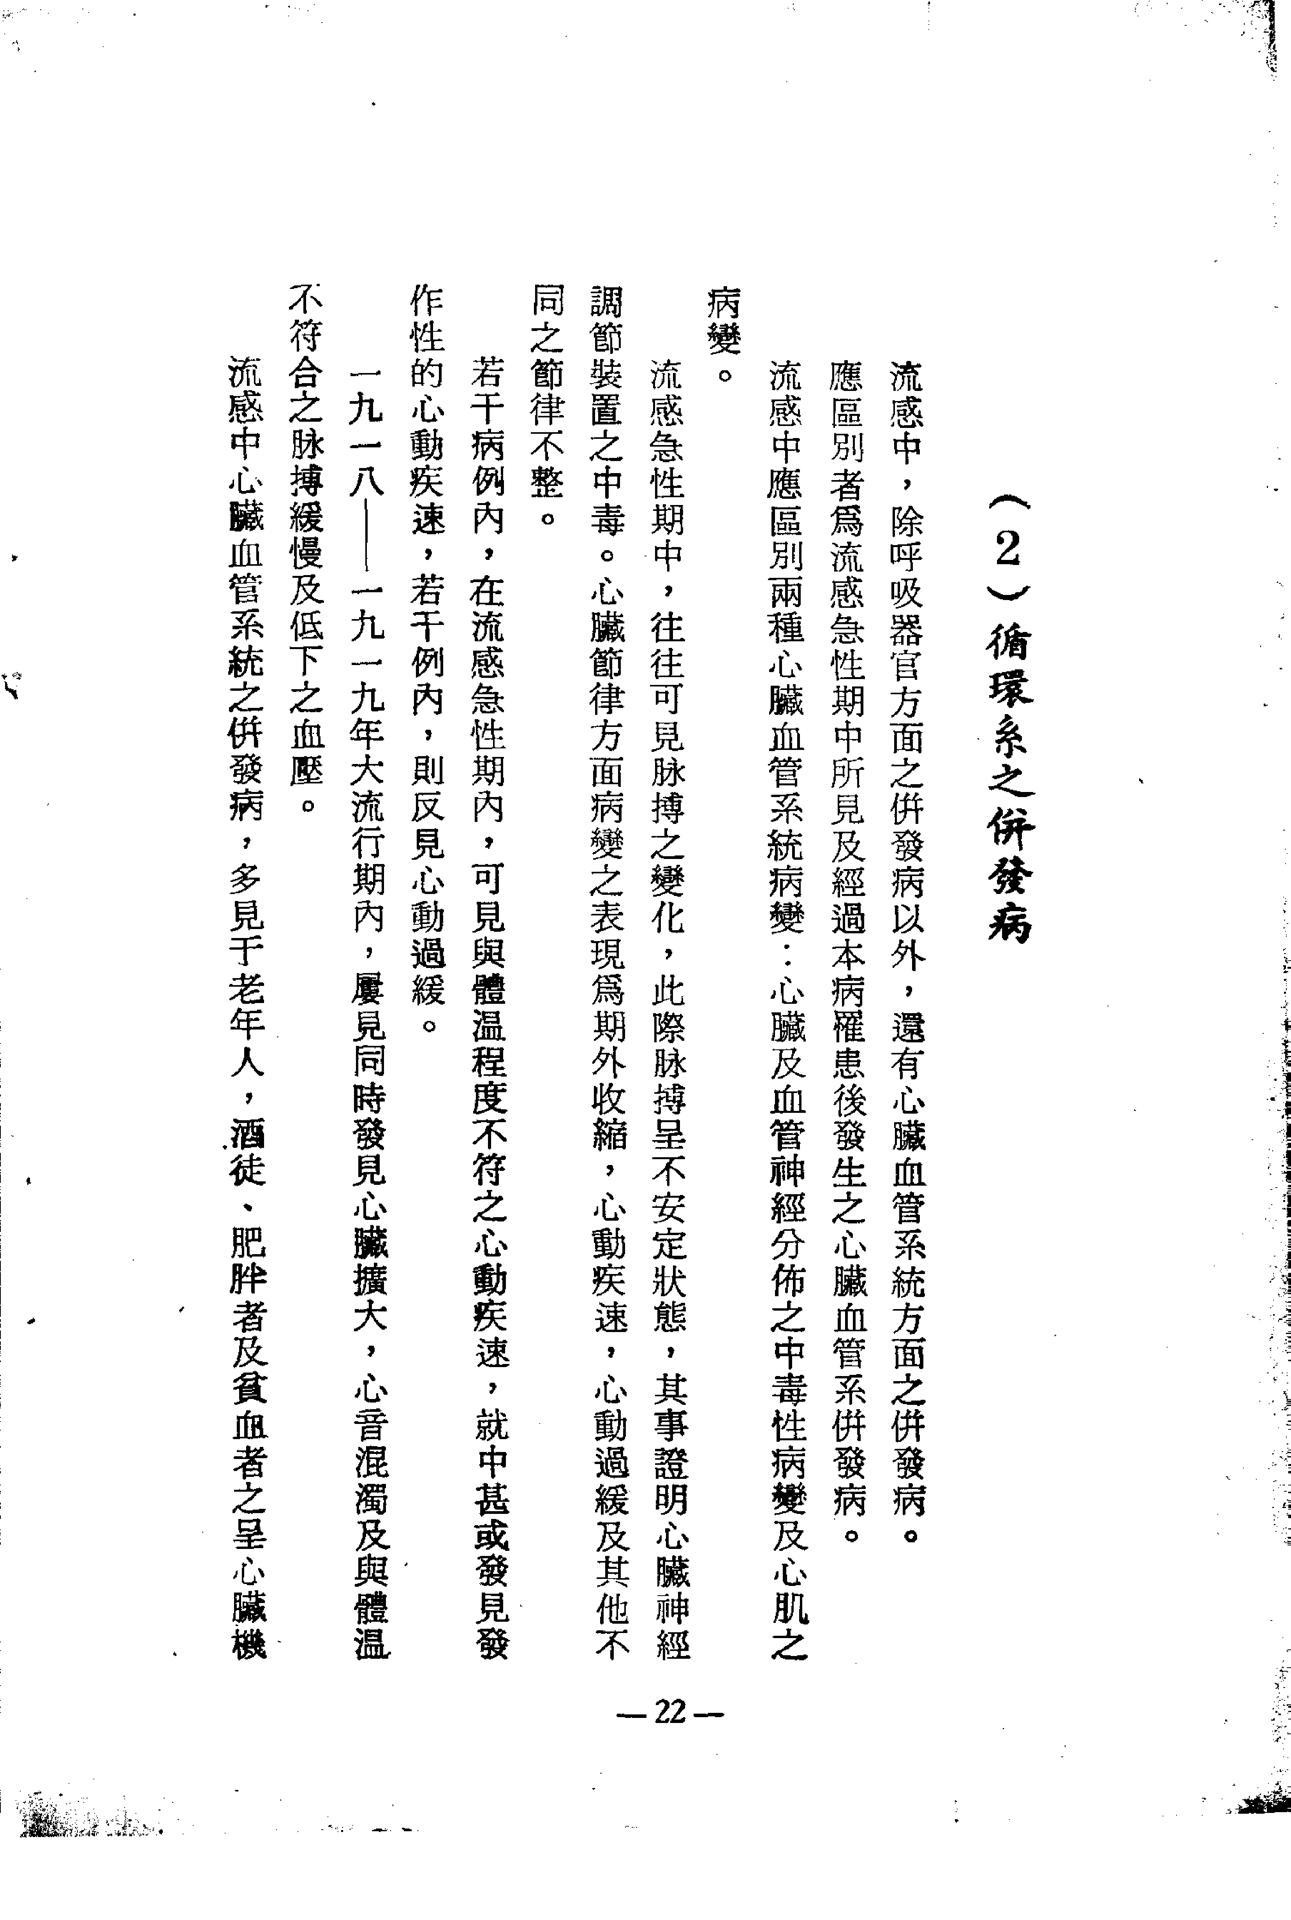 （2）循環系之併發病
流感中，除呼吸器官方面之併發病以外，還有心臟血管系統方面之併發病。
應區別者爲流感急性期中所見及經過本病罹患後發生之心臟血管系併發病。
流感中應區別兩種心臟血管系統病變：心臟及血管神經分佈之中毒性病變及心肌之
病變。
流感急性期中，往往可見脉搏之變化，此際脉搏呈不安定狀態，其事證明心臟神經
調節裝置之中毒。心臟節律方面病變之表現爲期外收縮，心動疾速，心動過緩及其他不
同之節律不整。
若干病例內，在流感急性期內，可見與體温程度不符之心動疾速，就中甚或發見發
作性的心動疾速，若干例內，則反見心動過緩。
一九一八——一九一九年大流行期內，屢見同時發見心臟擴大，心音混濁及與體温
不符合之脉搏緩慢及低下之血壓。
流感中心臟血管系統之併發病，多見于老年人，酒徒、肥胖者及貧血者之呈心臟機
—22—